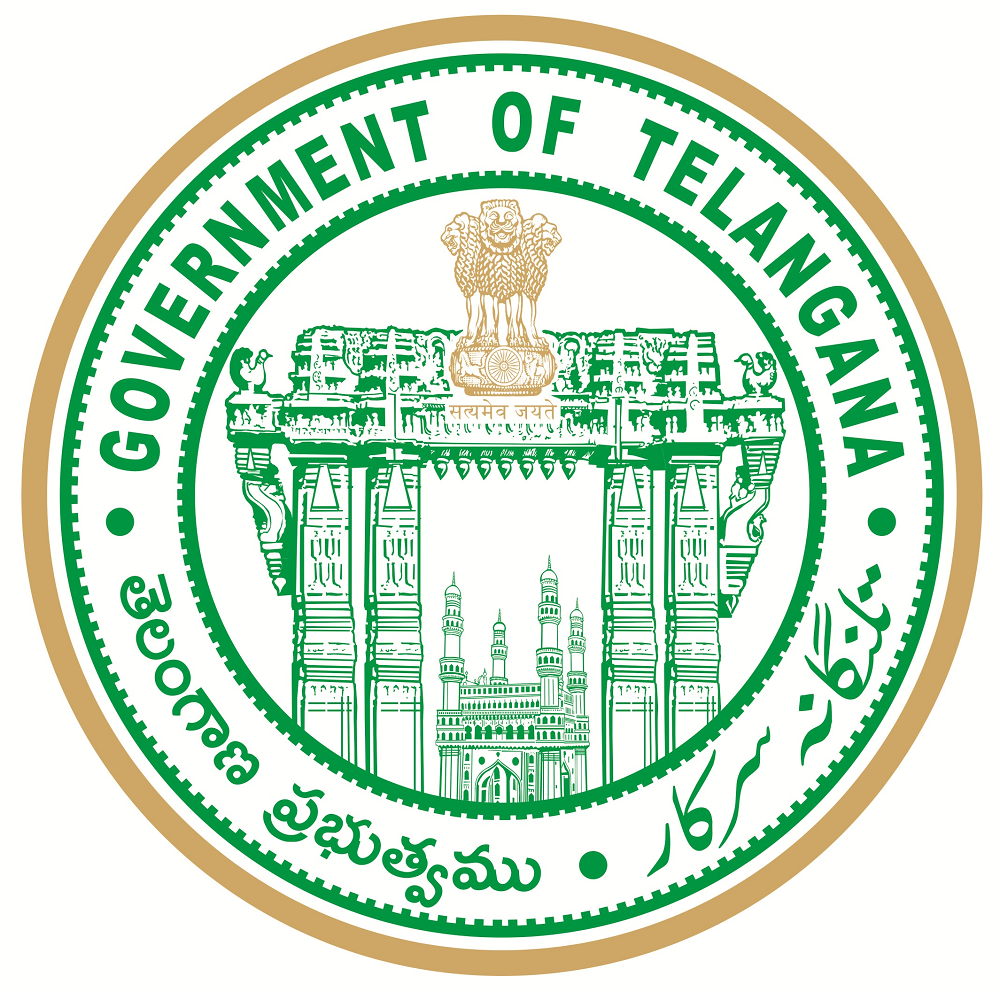 GOVERNMENT OF TELANGANA
सत्यमेव जयते
తెలంగాణ ప్రభుత్వము
تلنگانہ سرکار